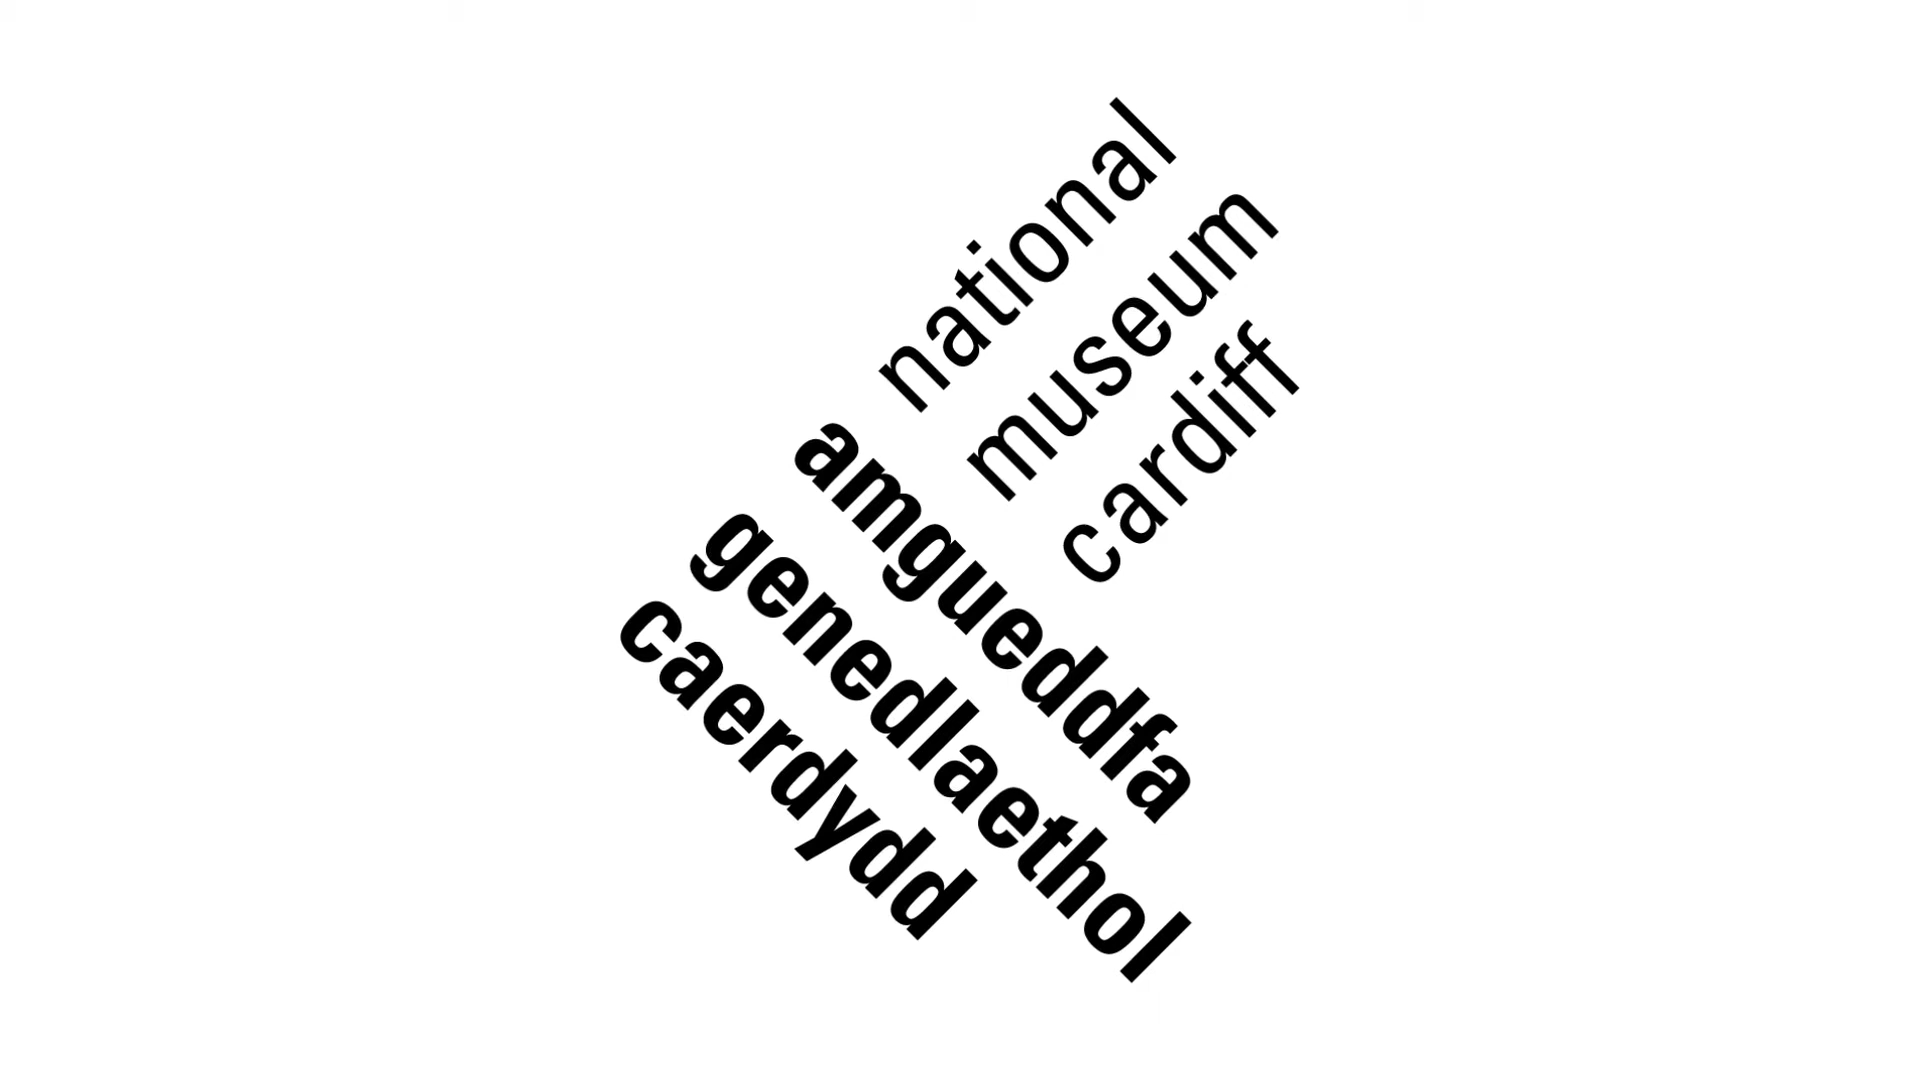 national
museum
cardiff
amgueddfa
genedlaethol
caerdydd